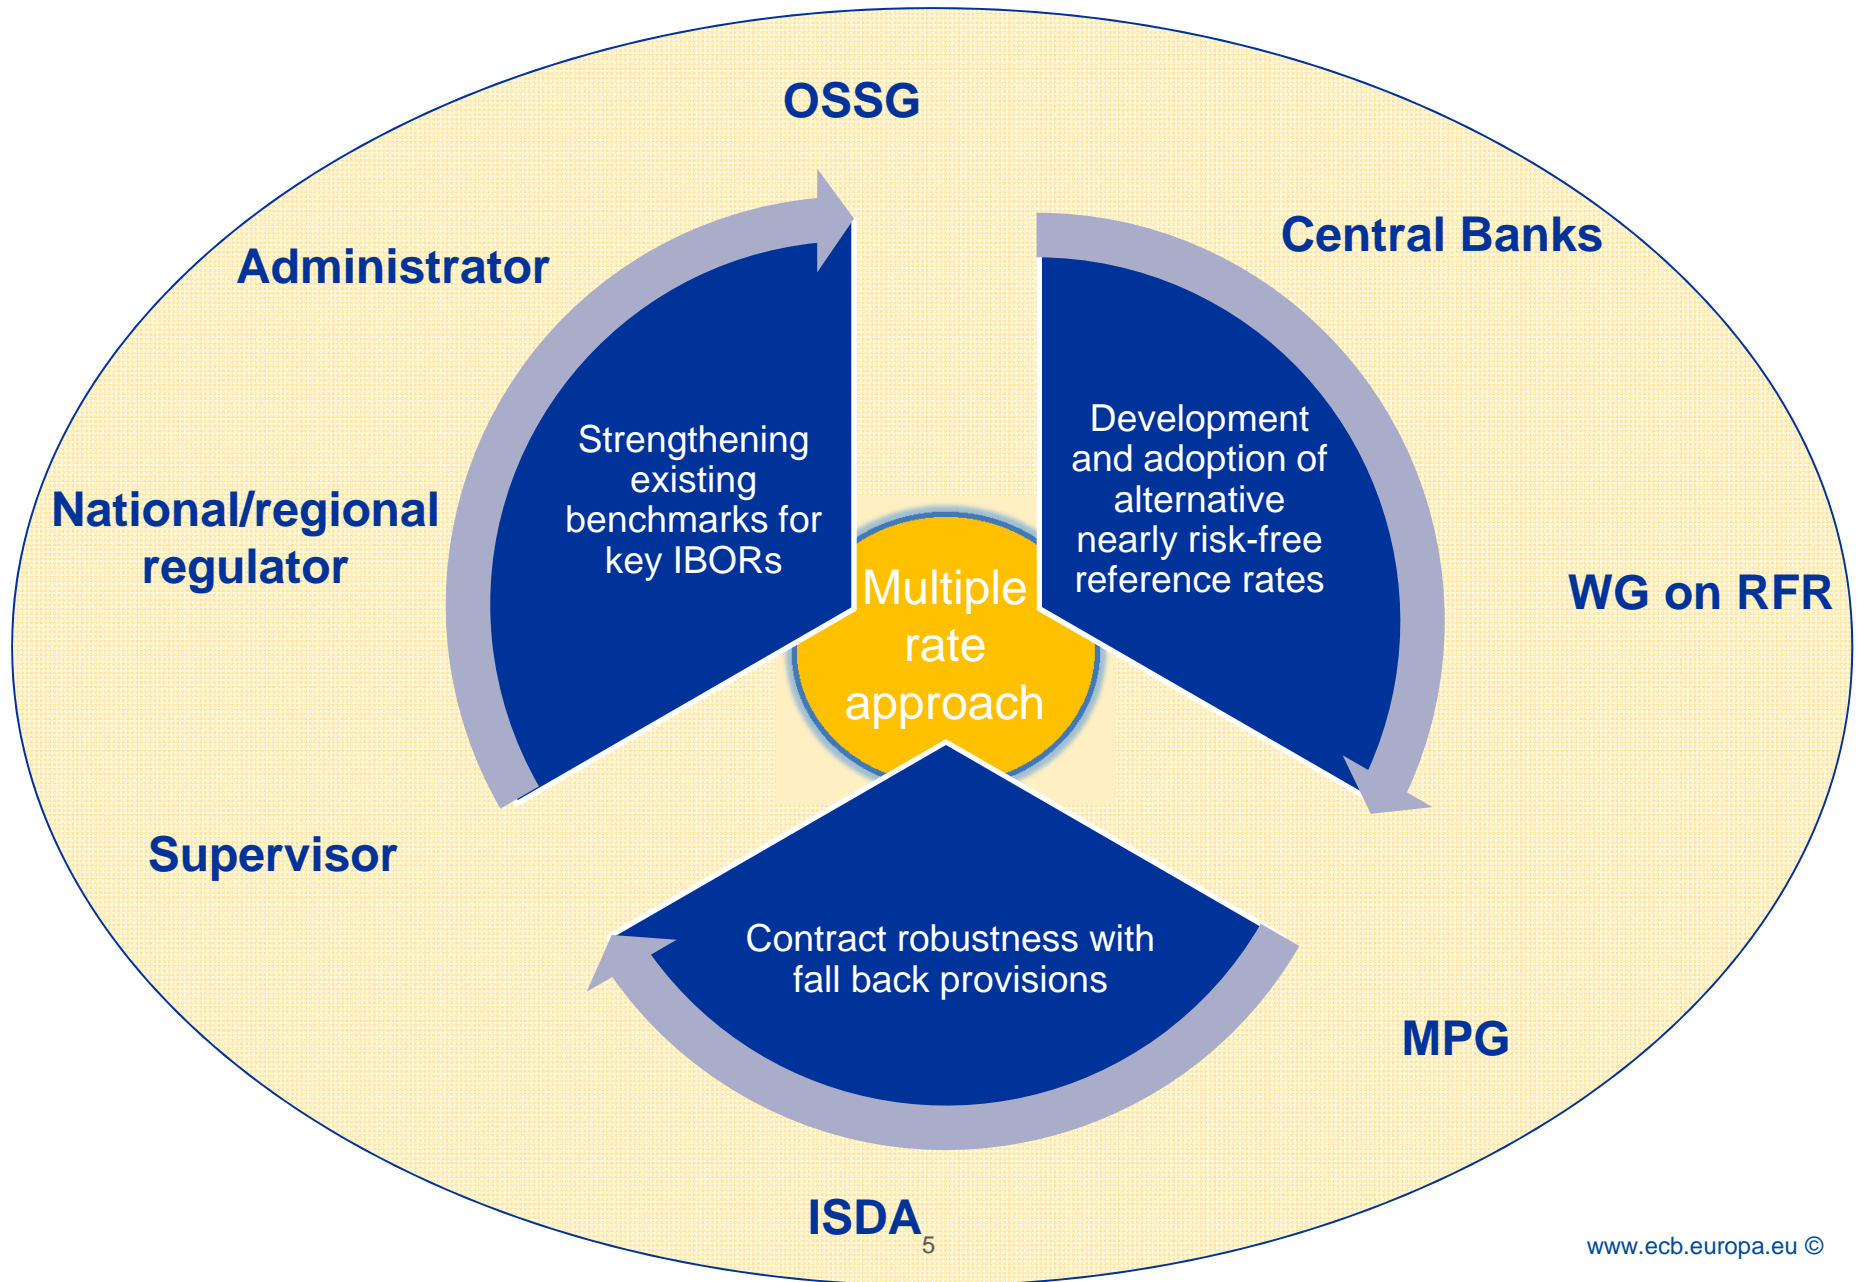 OSSG
Administrator
Central Banks
National/regional
regulator
Strengthening
existing
benchmarks for
key IBORs
Development
and adoption of
alternative
nearly risk-free
reference rates
WG on RFR
Multiple
rate
approach
Supervisor
Contract robustness with
fall back provisions
MPG
ISDA
5
www.ecb.europa.eu ©